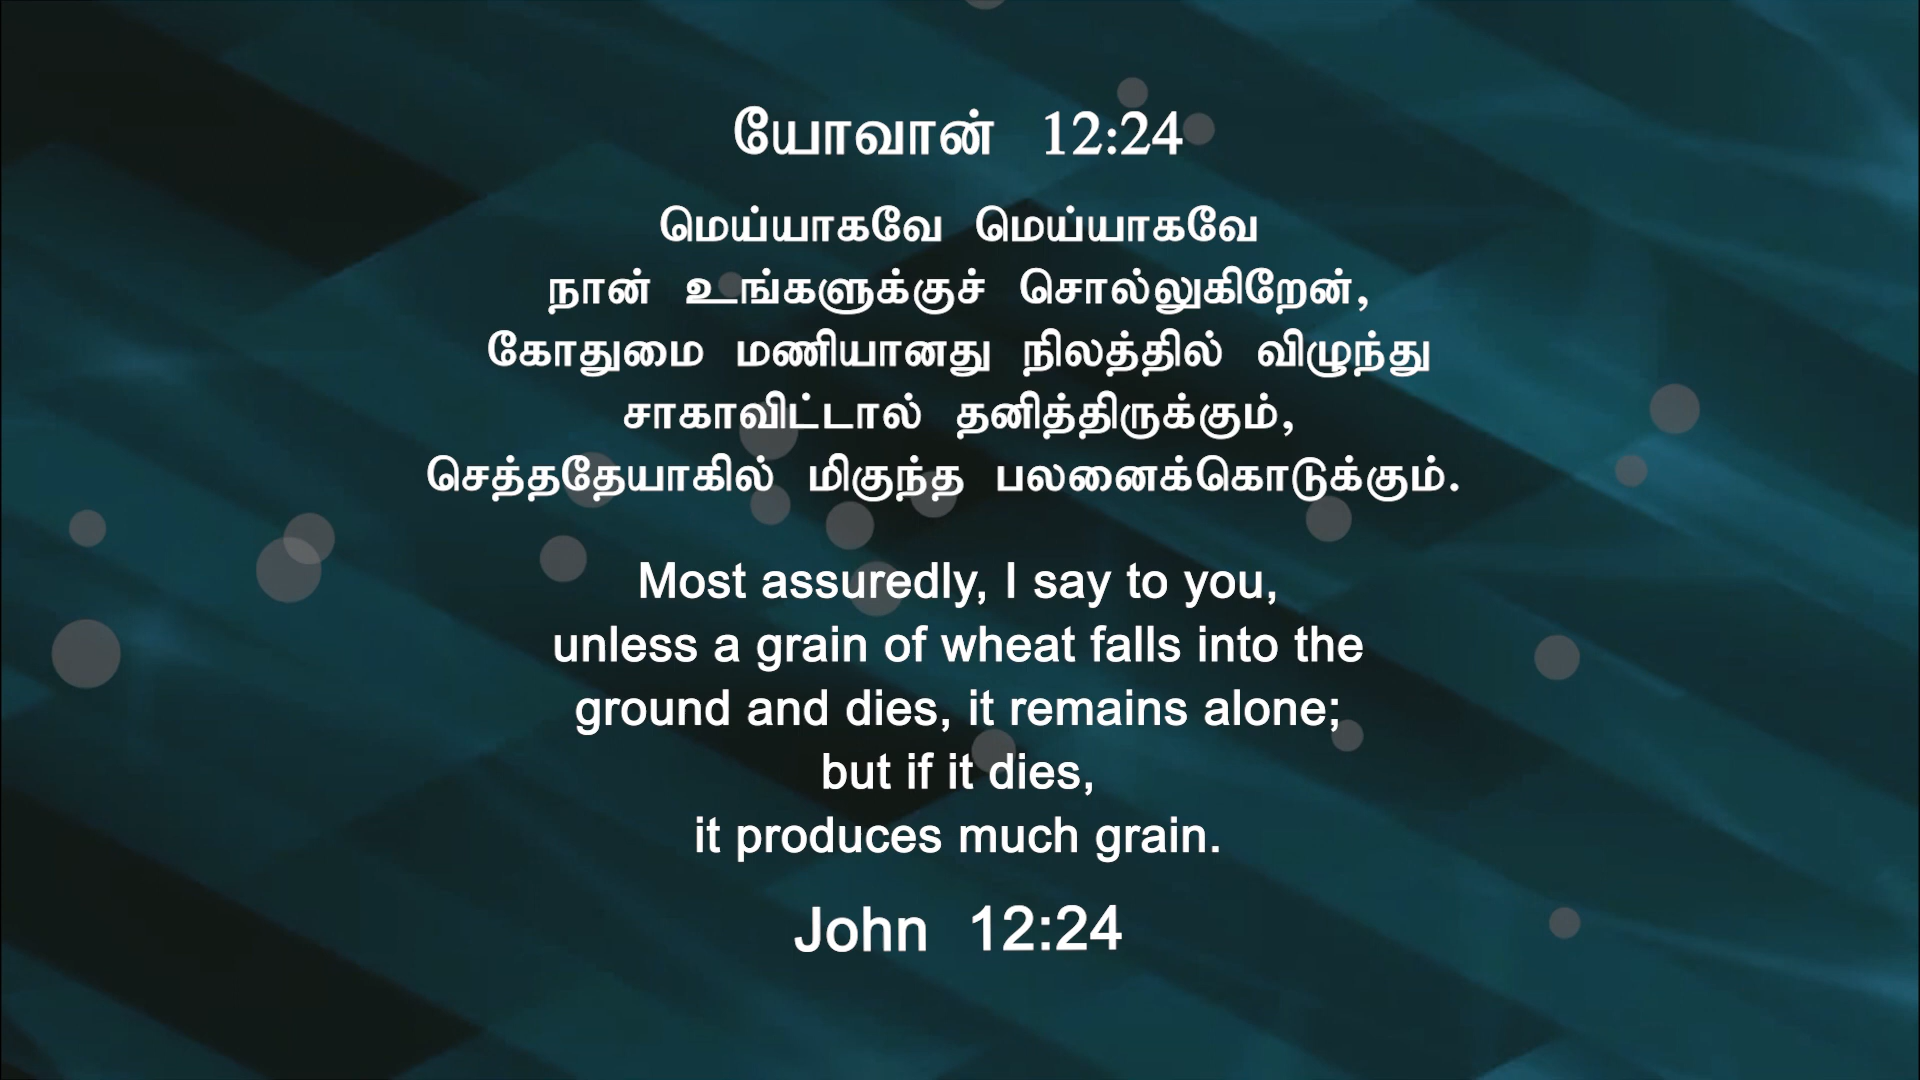 யோவான் 12:24
மெய்யாகவே மெய்யாகவே
நான் உங்களுக்குச் சொல்லுகிறேன்,
கோதுமை மணியானது நிலத்தில் விழுந்து
சாகாவிட்டால் தனித்திருக்கும்,
செத்ததேயாகில் மிகுந்த பலனைக்கொடுக்கும்.
Most assuredly, I say to you,
unless a grain of wheat falls into the
ground and dies, it remains alone;
but if it dies,
it produces much grain.
John 12:24